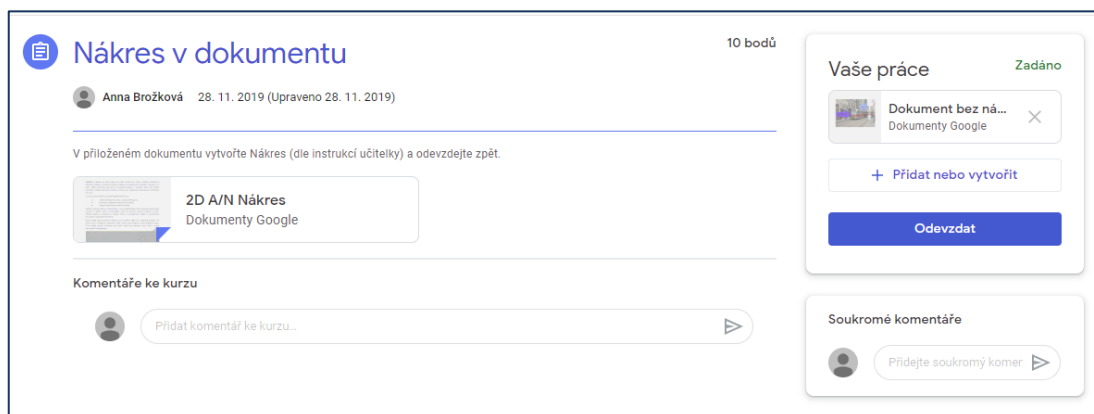 Nákres v dokumentu
10 bodů
Anna Brožková 28. 11. 2019 (Upraveno 28. 11. 2019)
V přiloženém dokumentu vytvořte Nákres (dle instrukcí učitelky) a odevzdejte zpět.
2D A/N Nákres
Dokumenty Google
Komentáře ke kurzu
Přidat komentář ke kurzu...
Vaše práce
Zadáno
Dokument bez ná...
Dokumenty Google
+ Přidat nebo vytvořit
Odevzdat
Soukromé komentáře
Přidejte soukromý komer